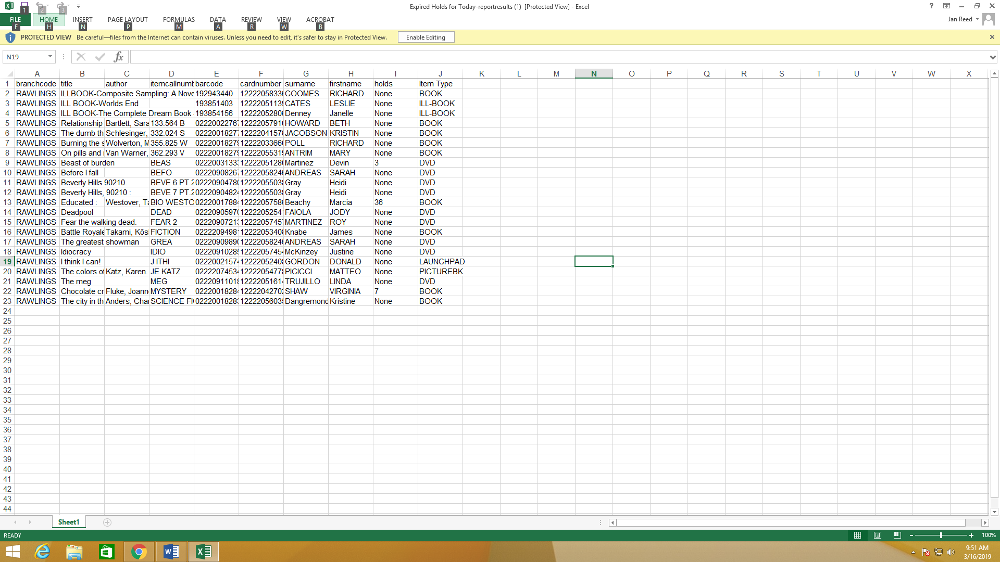 Expired Holds for Today-reportresults (1) [Protected View] - Excel
1 2 3
FILE HOME INSERT PAGE LAYOUT FORMULAS DATA REVIEW VIEW ACROBAT Jan Reed
F H N P M A R W B
PROTECTED VIEW Be careful—files from the Internet can contain viruses. Unless you need to edit, it's safer to stay in Protected View. Enable Editing
N19 fx
A B C D E F G H I J K L M N O P Q R S T U V W X
1 branchcode title author itemcallnumb barcode cardnumber surname firstname holds Item Type
2 RAWLINGS ILLBOOK-Composite Sampling: A Nove 192943440 1222205833 COOMES RICHARD None BOOK
3 RAWLINGS ILL BOOK-Worlds End 193851403 1222205113 CATES LESLIE None ILL-BOOK
4 RAWLINGS ILL BOOK-The Complete Dream Book 193854156 1222205280 Denney Janelle None ILL-BOOK
5 RAWLINGS Relationship Bartlett, Sara 133.564 B 0222002276 1222205791 HOWARD BETH None BOOK
6 RAWLINGS The dumb th Schlesinger, 332.024 S 0222001827 1222204157 JACOBSON- KRISTIN None BOOK
7 RAWLINGS Burning the s Wolverton, M 355.825 W 0222001827 1222203366 POLL RICHARD None BOOK
8 RAWLINGS On pills and Van Warner, 362.293 V 0222001827 1222205531 ANTRIM MARY None BOOK
9 RAWLINGS Beast of burden BEAS 0222003133 1222205128 Martinez Devin 3 DVD
10 RAWLINGS Before I fall BEFO 0222090826 1222205824 ANDREAS SARAH None DVD
11 RAWLINGS Beverly Hills 90210. BEVE 6 PT.2 0222090478 1222205503 Gray Heidi None DVD
12 RAWLINGS Beverly Hills, 90210 : BEVE 7 PT.2 0222090482 1222205503 Gray Heidi None DVD
13 RAWLINGS Educated : Westover, Ta BIO WESTO 0222001788 1222205758 Beachy Marcia 36 BOOK
14 RAWLINGS Deadpool DEAD 0222090597 1222205254 FAIOLA JODY None DVD
15 RAWLINGS Fear the walking dead. FEAR 2 0222090721 1222205745 MARTINEZ ROY None DVD
16 RAWLINGS Battle Royale Takami, Kōs FICTION 0222209498 1222205340 Knabe James None BOOK
17 RAWLINGS The greatest showman GREA 0222090989 1222205824 ANDREAS SARAH None DVD
18 RAWLINGS Idiocracy IDIO 0222091028 1222205745 McKinzey Justine None DVD
19 RAWLINGS I think I can! J ITHI 0222002157 1222205240 GORDON DONALD None LAUNCHPAD
20 RAWLINGS The colors of Katz, Karen. JE KATZ 0222207453 1222205477 PICICCI MATTEO None PICTUREBK
21 RAWLINGS The meg MEG 0222091101 1222205161 TRUJILLO LINDA None DVD
22 RAWLINGS Chocolate cr Fluke, Joann MYSTERY 0222001828 1222204270 SHAW VIRGINIA 7 BOOK
23 RAWLINGS The city in th Anders, Cha SCIENCE FI 0222001828 1222205603 Dangremond Kristine None BOOK
24
25
26
27
28
29
30
31
32
33
34
35
36
37
38
39
40
41
42
43
44
Sheet1
READY 100%
9:51 AM
3/16/2019